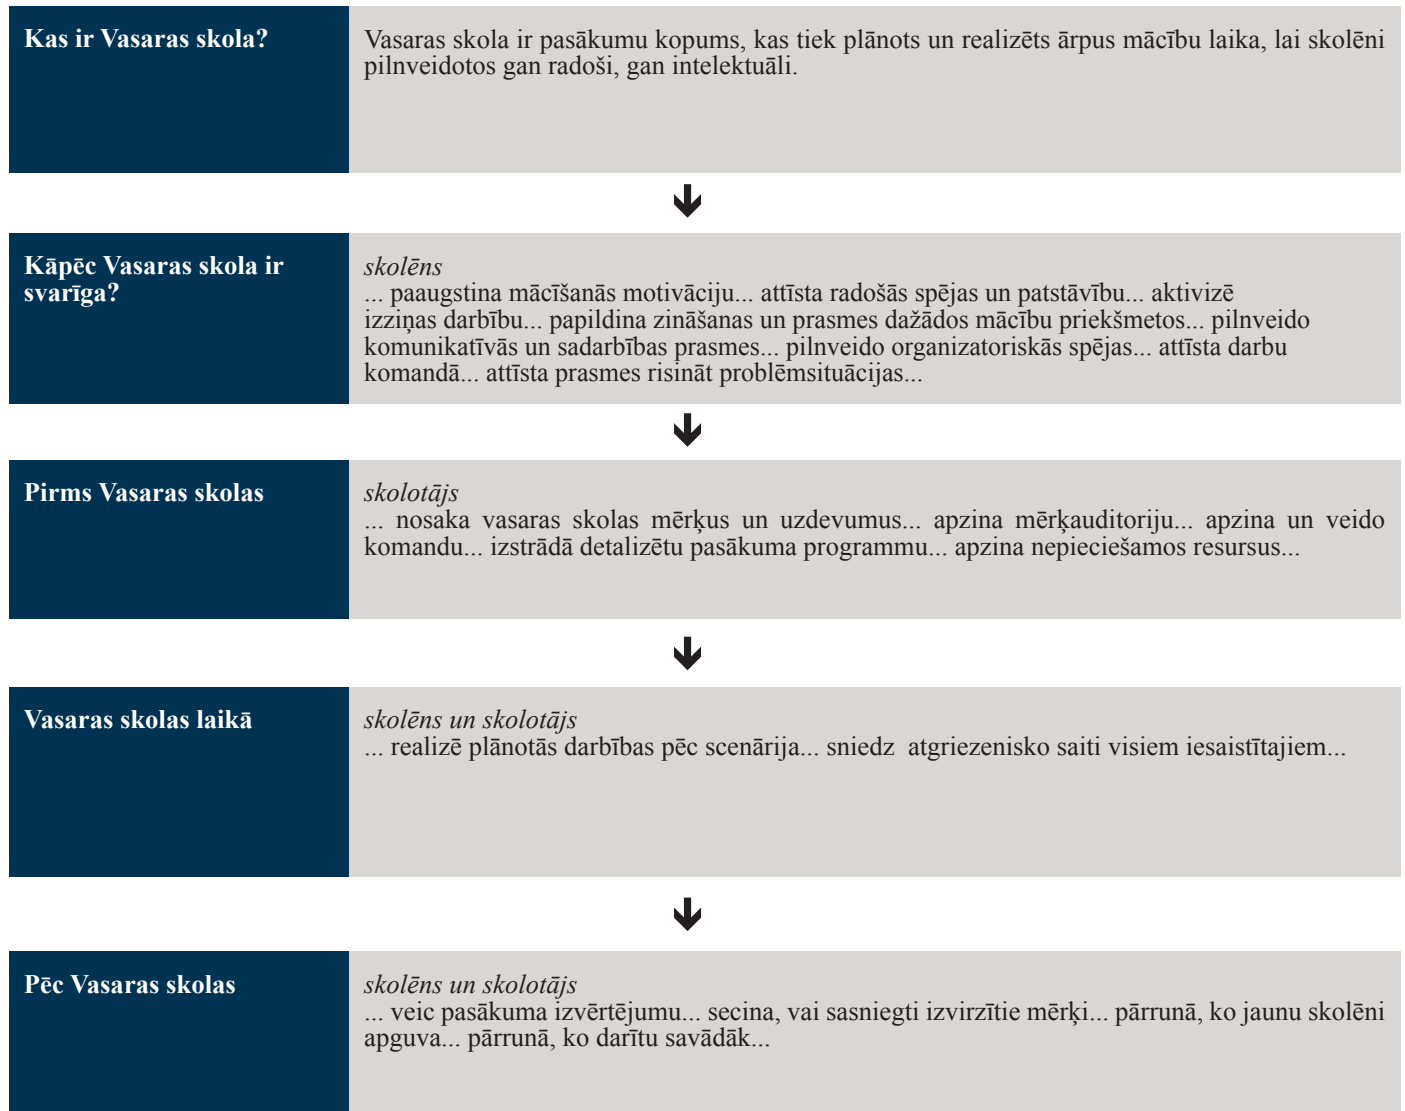 Kas ir Vasaras skola?
Vasaras skola ir pasākumu kopums, kas tiek plānots un realizēts ārpus mācību laika, lai skolēni
pilnveidotos gan radoši, gan intelektuāli.
Kāpēc Vasaras skola ir
svarīga?
skolēns
... paaugstina mācīšanās motivāciju... attīsta radošās spējas un patstāvību... aktivizē
izziņas darbību... papildina zināšanas un prasmes dažādos mācību priekšmetos... pilnveido
komunikatīvās un sadarbības prasmes... pilnveido organizatoriskās spējas... attīsta darbu
komandā... attīsta prasmes risināt problēmsituācijas...
Pirms Vasaras skolas
skolotājs
... nosaka vasaras skolas mērķus un uzdevumus... apzina mērķauditoriju... apzina un veido
komandu... izstrādā detalizētu pasākuma programmu... apzina nepieciešamos resursus...
Vasaras skolas laikā
skolēns un skolotājs
... realizē plānotās darbības pēc scenārija... sniedz  atgriezenisko saiti visiem iesaistītajiem...
Pēc Vasaras skolas
skolēns un skolotājs
... veic pasākuma izvērtējumu... secina, vai sasniegti izvirzītie mērķi... pārrunā, ko jaunu skolēni
apguva... pārrunā, ko darītu savādāk...